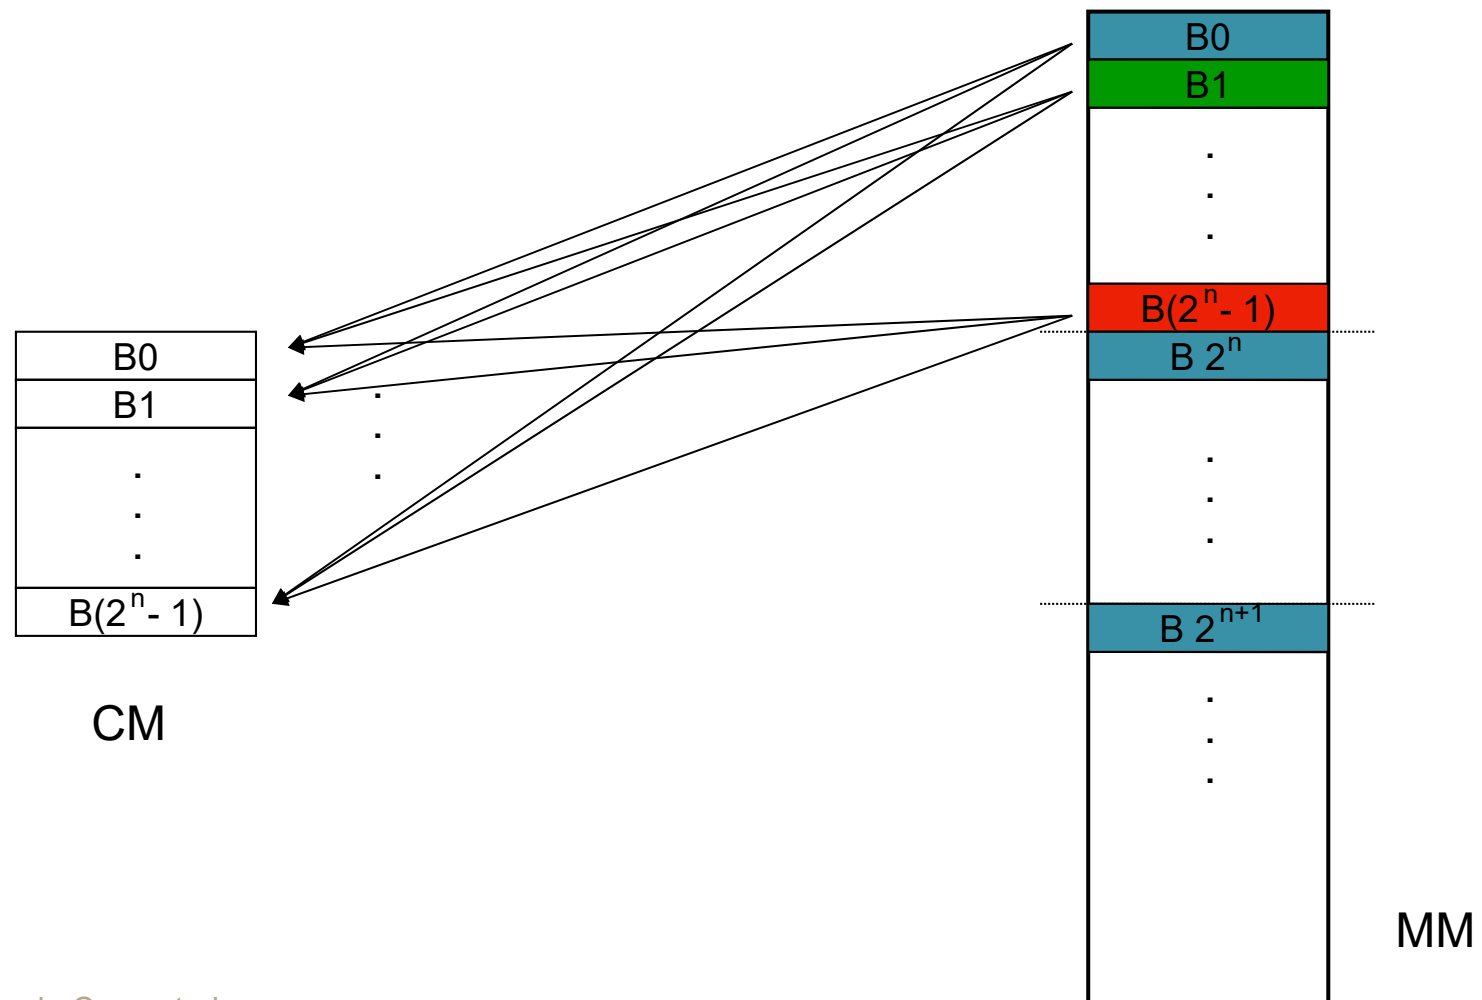 B0
B1
.
.
.
B(2ⁿ- 1)
CM
.
.
.
B0
B1
.
.
.
B(2ⁿ- 1)
B 2ⁿ
.
.
.
B 2ⁿ⁺¹
.
.
.
MM